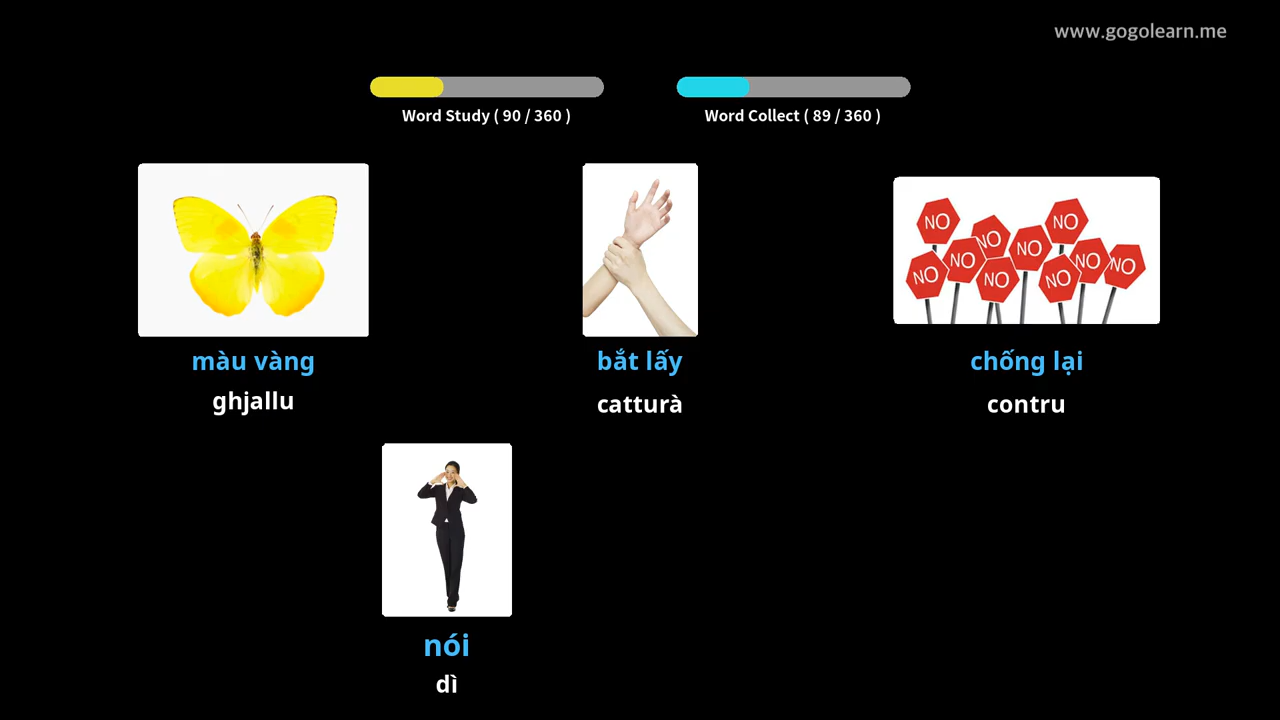 www.gogolearn.me
Word Study ( 90 / 360 )
Word Collect ( 89 / 360 )
NO
NO
NO
NO
NO
NO
NO
NO
NO
NO
màu vàng
bắt lấy
chống lại
ghjallu
catturà
contru
nói
dì